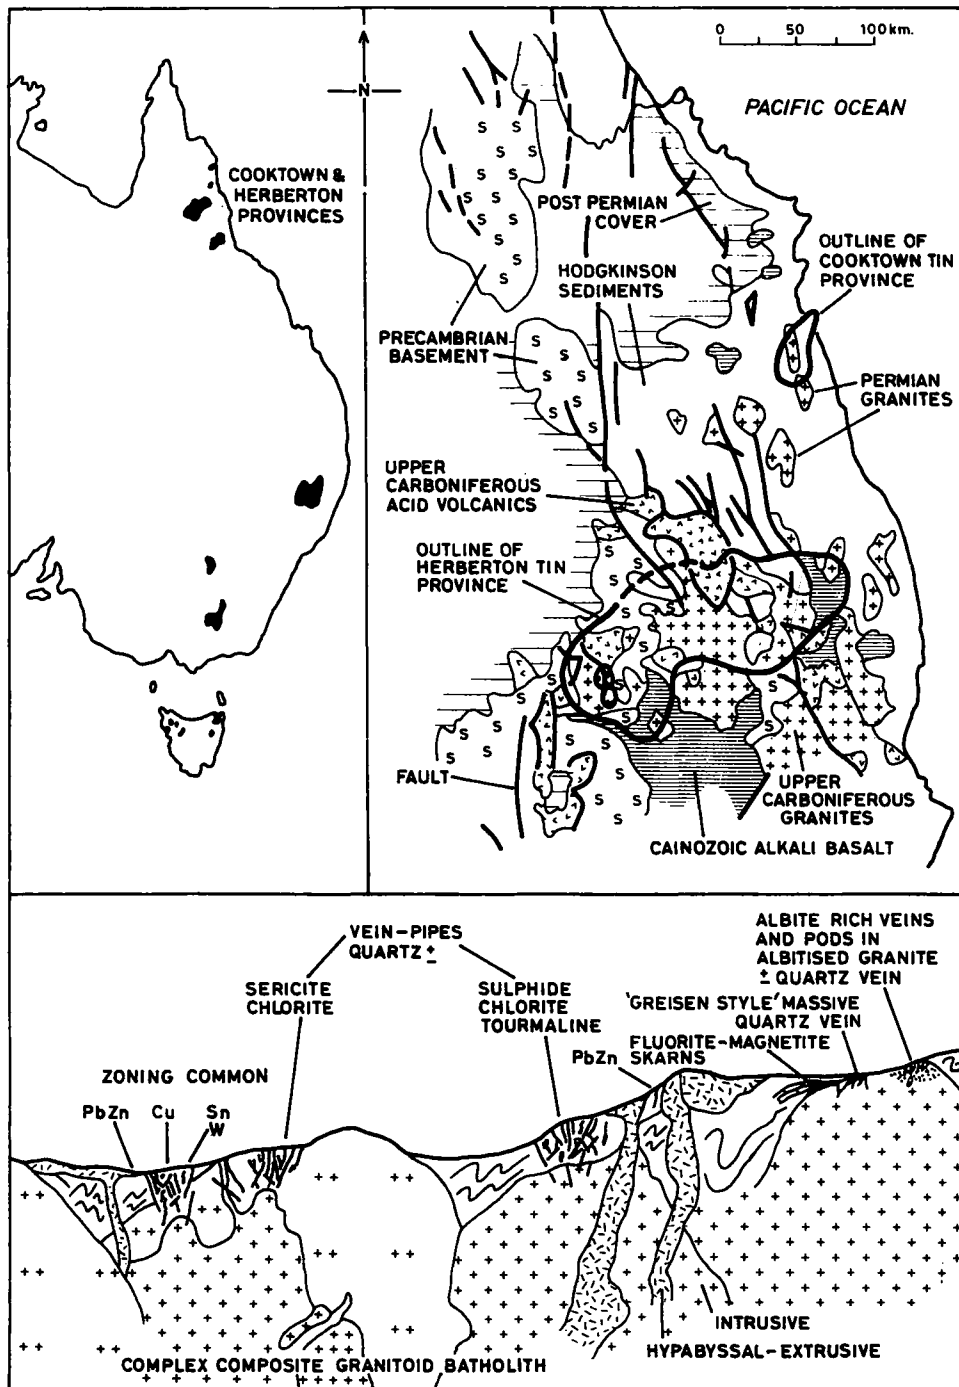 0 50 100 km.
N
PACIFIC OCEAN
COOKTOWN &
HERBERTON
PROVINCES
POST PERMIAN
COVER
OUTLINE OF
COOKTOWN TIN
PROVINCE
HODGKINSON
SEDIMENTS
PRECAMBRIAN
BASEMENT
PERMIAN
GRANITES
UPPER
CARBONIFEROUS
ACID VOLCANICS
OUTLINE OF
HERBERTON TIN
PROVINCE
FAULT
UPPER
CARBONIFEROUS
GRANITES
CAINOZOIC ALKALI BASALT
VEIN-PIPES
QUARTZ ±
SERICITE
CHLORITE
SULPHIDE
CHLORITE
TOURMALINE
ALBITE RICH VEINS
AND PODS IN
ALBITISED GRANITE
± QUARTZ VEIN
'GREISEN STYLE' MASSIVE
QUARTZ VEIN
FLUORITE-MAGNETITE
SKARNS
PbZn
ZONING COMMON
PbZn Cu Sn
W
INTRUSIVE
HYPABYSSAL-EXTRUSIVE
COMPLEX COMPOSITE GRANITOID BATHOLITH